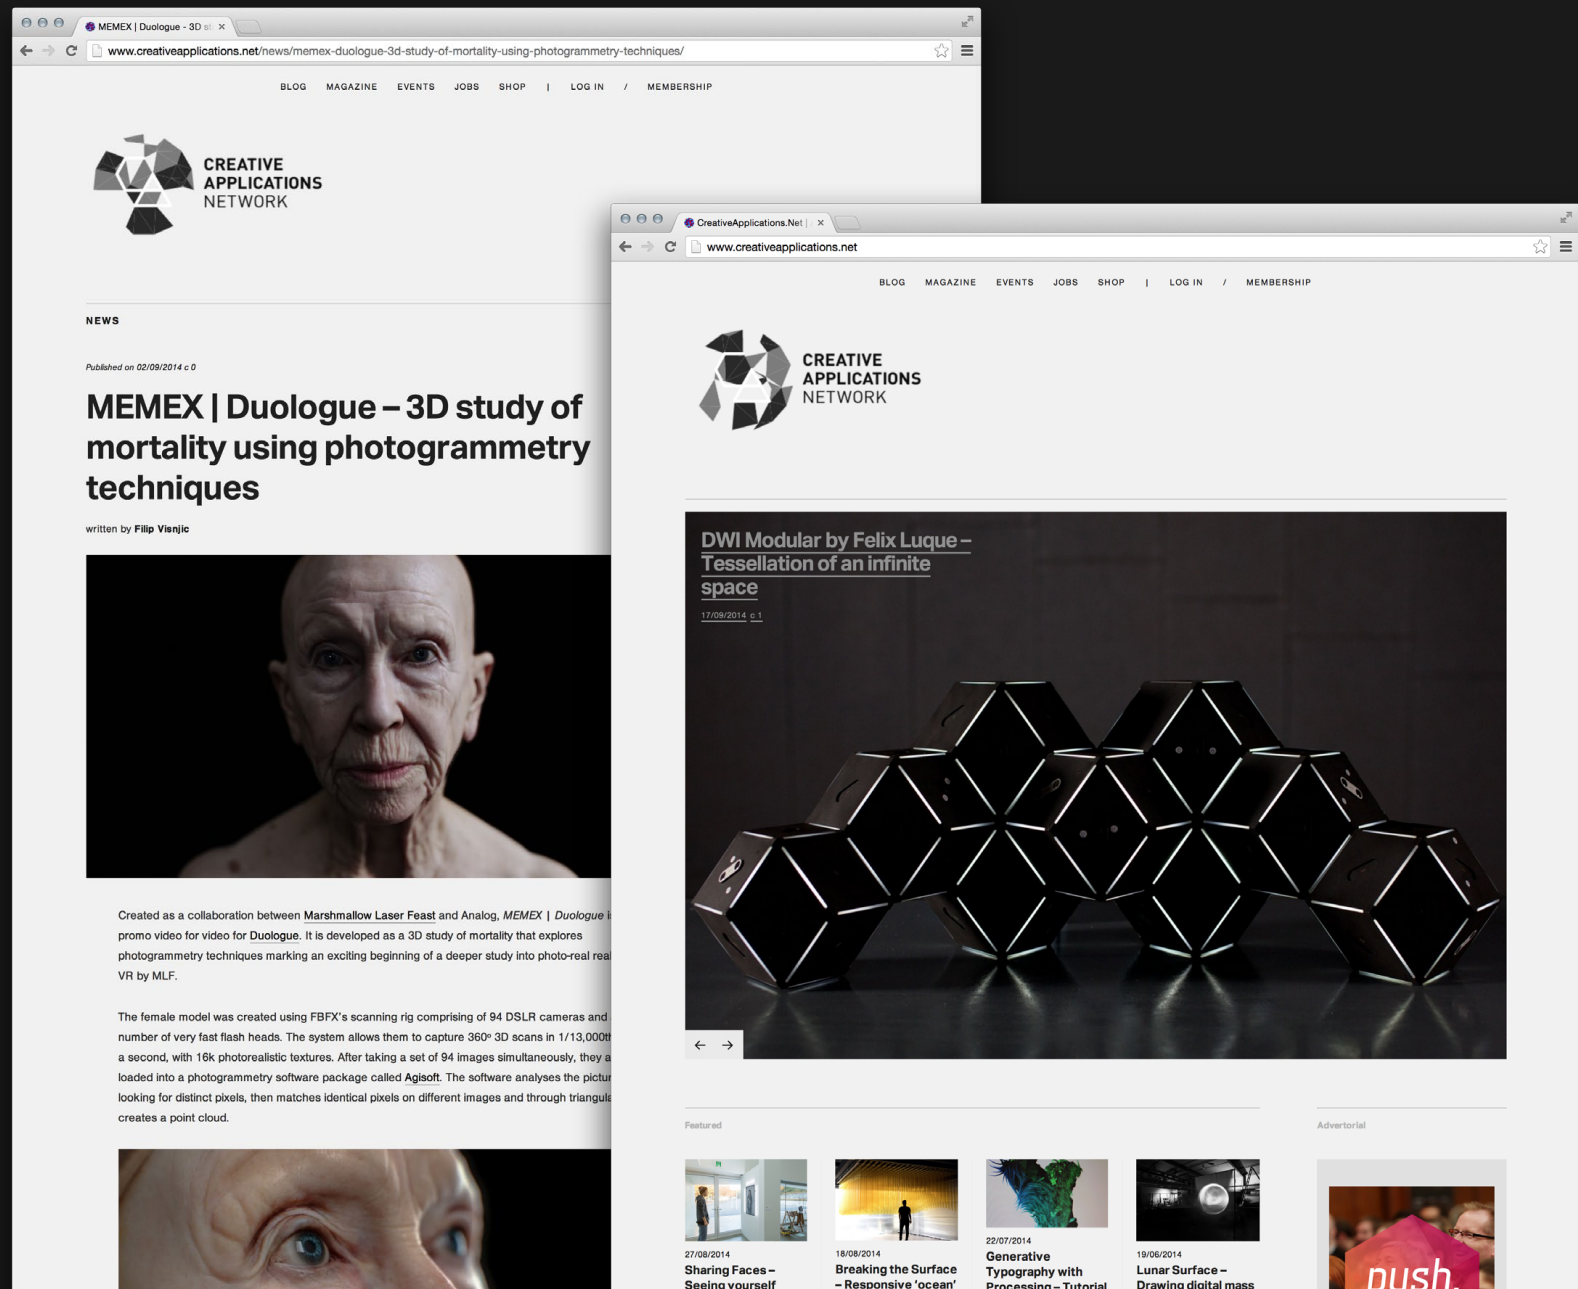 MEMEX | Duologue - 3D st
www.creativeapplications.net/news/memex-duologue-3d-study-of-mortality-using-photogrammetry-techniques/
BLOG MAGAZINE EVENTS JOBS SHOP | LOG IN / MEMBERSHIP
CREATIVE
APPLICATIONS
NETWORK
NEWS
Published on 02/09/2014 c 0
MEMEX | Duologue – 3D study of
mortality using photogrammetry
techniques
written by Filip Visnjic
Created as a collaboration between Marshmallow Laser Feast and Analog, MEMEX | Duologue
promo video for video for Duologue. It is developed as a 3D study of mortality that explores
photogrammetry techniques marking an exciting beginning of a deeper study into photo-real
VR by MLF.
The female model was created using FBFX's scanning rig comprising of 94 DSLR cameras and
number of very fast flash heads. The system allows them to capture 360º 3D scans in 1/13,000th
a second, with 16k photorealistic textures. After taking a set of 94 images simultaneously, they
loaded into a photogrammetry software package called Agisoft. The software analyses the
looking for distinct pixels, then matches identical pixels on different images and through
creates a point cloud.
CreativeApplications.Net |
www.creativeapplications.net
BLOG MAGAZINE EVENTS JOBS SHOP | LOG IN / MEMBERSHIP
CREATIVE
APPLICATIONS
NETWORK
DWI Modular by Felix Luque –
Tessellation of an infinite
space
17/09/2014 c 1
Featured
Advertorial
27/08/2014
Sharing Faces –
Seeing yourself
18/08/2014
Breaking the Surface
– Responsive 'ocean'
22/07/2014
Generative
Typography with
Processing – Tutorial
19/06/2014
Lunar Surface –
Drawing digital mass
push.